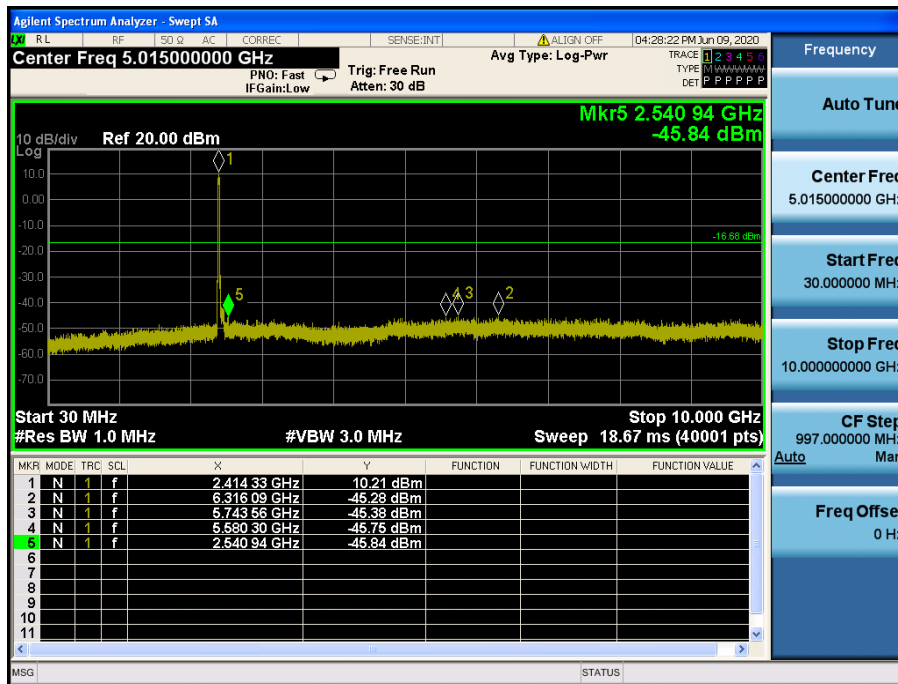 Agilent Spectrum Analyzer - Swept SA
LXI RL RF 50 Ω AC CORREC SENSE:INT ALIGN OFF 04:28:22 PM Jun 09, 2020
Center Freq 5.015000000 GHz
PNO: Fast
IFGain:Low
Trig: Free Run
Atten: 30 dB
Avg Type: Log-Pwr
TRACE 1 2 3 4 5 6
TYPE M W W W W W
DET P P P P P P
Mkr5 2.540 94 GHz
-45.84 dBm
10 dB/div Ref 20.00 dBm
Log
10.0
0.00
-10.0
-20.0
-30.0
-40.0
-50.0
-60.0
-70.0
1
-16.68 dBm
5
4 3
2
Start 30 MHz Stop 10.000 GHz
#Res BW 1.0 MHz #VBW 3.0 MHz Sweep 18.67 ms (40001 pts)
MKR MODE TRC SCL X Y FUNCTION FUNCTION WIDTH FUNCTION VALUE
1 N 1 f 2.414 33 GHz 10.21 dBm
2 N 1 f 6.316 09 GHz -45.28 dBm
3 N 1 f 5.743 56 GHz -45.38 dBm
4 N 1 f 5.580 30 GHz -45.75 dBm
5 N 1 f 2.540 94 GHz -45.84 dBm
6
7
8
9
10
11
MSG STATUS
Frequency
Auto Tune
Center Freq
5.015000000 GHz
Start Freq
30.000000 MHz
Stop Freq
10.000000000 GHz
CF Step
997.000000 MHz
Auto Man
Freq Offset
0 Hz